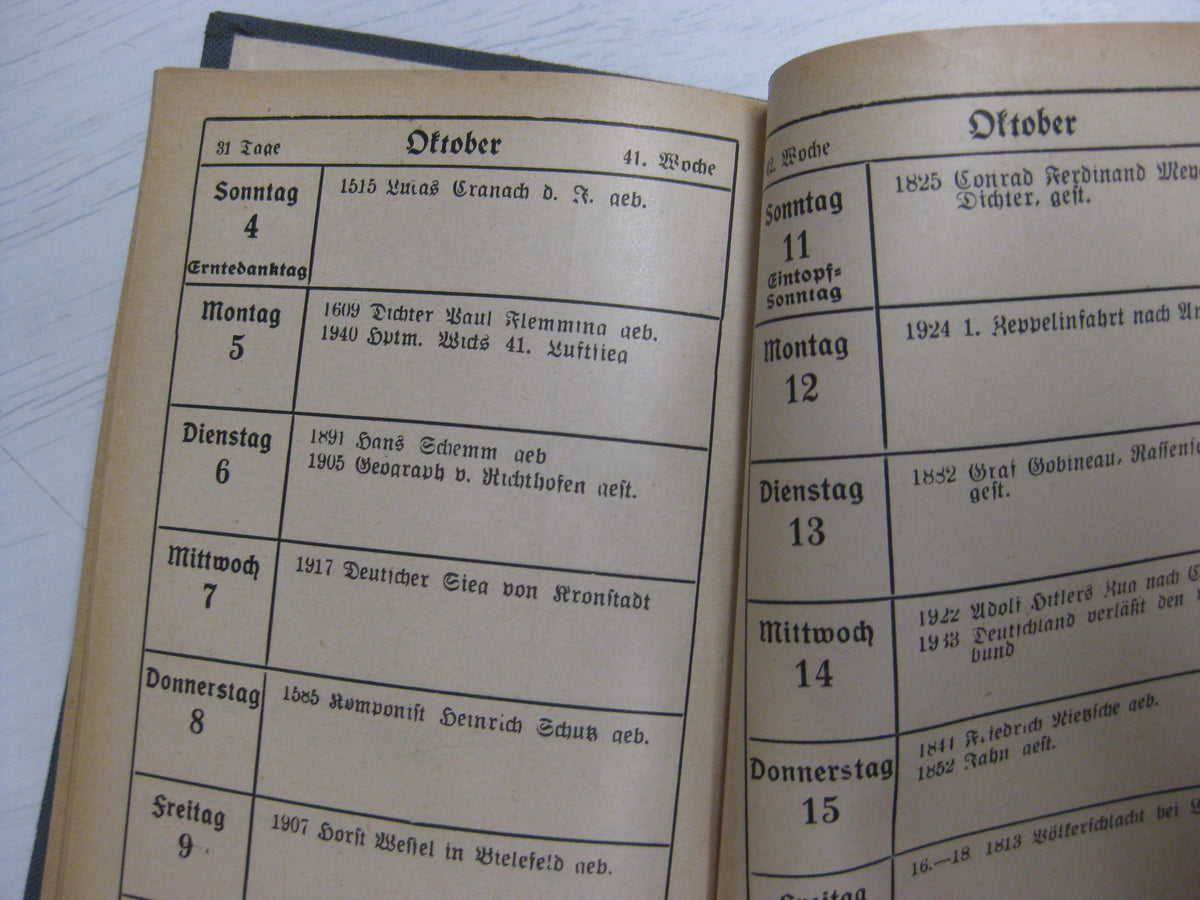 31 Tage Oktober 41. Woche
Sonntag
4
Erntedanktag
1515 Lucas Cranach d. J. geb.
Montag
5
1609 Dichter Paul Flemming geb.
1940 Hptm. Wicks 41. Luftsieg
Dienstag
6
1891 Hans Schemm geb
1905 Geograph v. Richthofen gest.
Mittwoch
7
1917 Deutscher Sieg von Kronstadt
Donnerstag
8
1585 Komponist Heinrich Schütz geb.
Freitag
9
1907 Horst Wessel in Bielefeld geb.
Woche Oktober
Sonntag
11
Eintopf=
Sonntag
1825 Conrad Ferdinand Mey
Dichter, gest.
Montag
12
1924 1. Zeppelinfahrt nach
Dienstag
13
1882 Graf Gobineau,
gest.
Mittwoch
14
1922 Adolf Hitlers Zug nach
1933 Deutschland verläßt den
bund
Donnerstag
15
1844 Friedrich Nietzsche geb.
1852 Jahn gest.
Freitag
16.—18 1813 Völkerschlacht bei